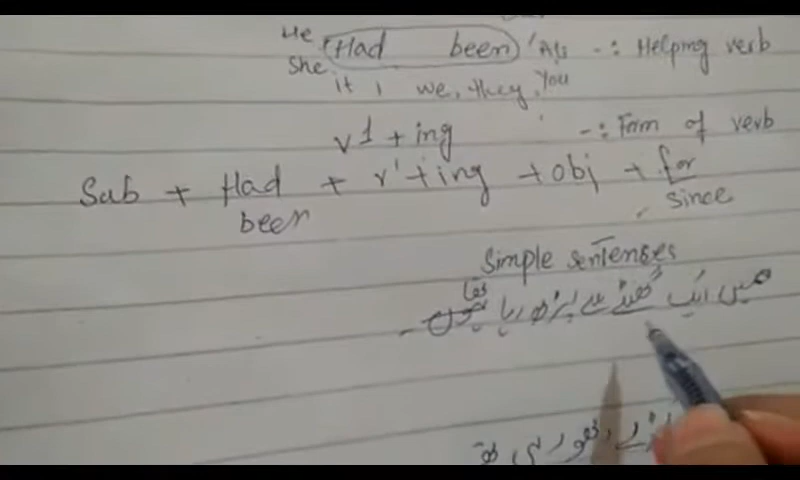 He Had been 'All -: Helping verb
She it, we, they, You
v1 + ing -: Form of verb
Sub + Had been + v1+ing + obj + for since
Simple sentenses
میں ایک گھنٹے سے پڑھ رہا تھا